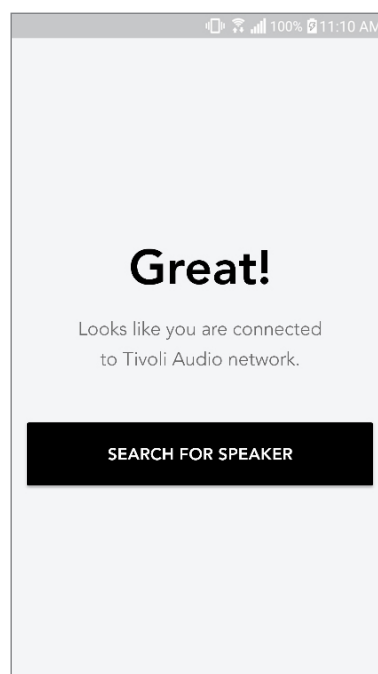 100% 11:10 AM
Great!
Looks like you are connected
to Tivoli Audio network.
SEARCH FOR SPEAKER